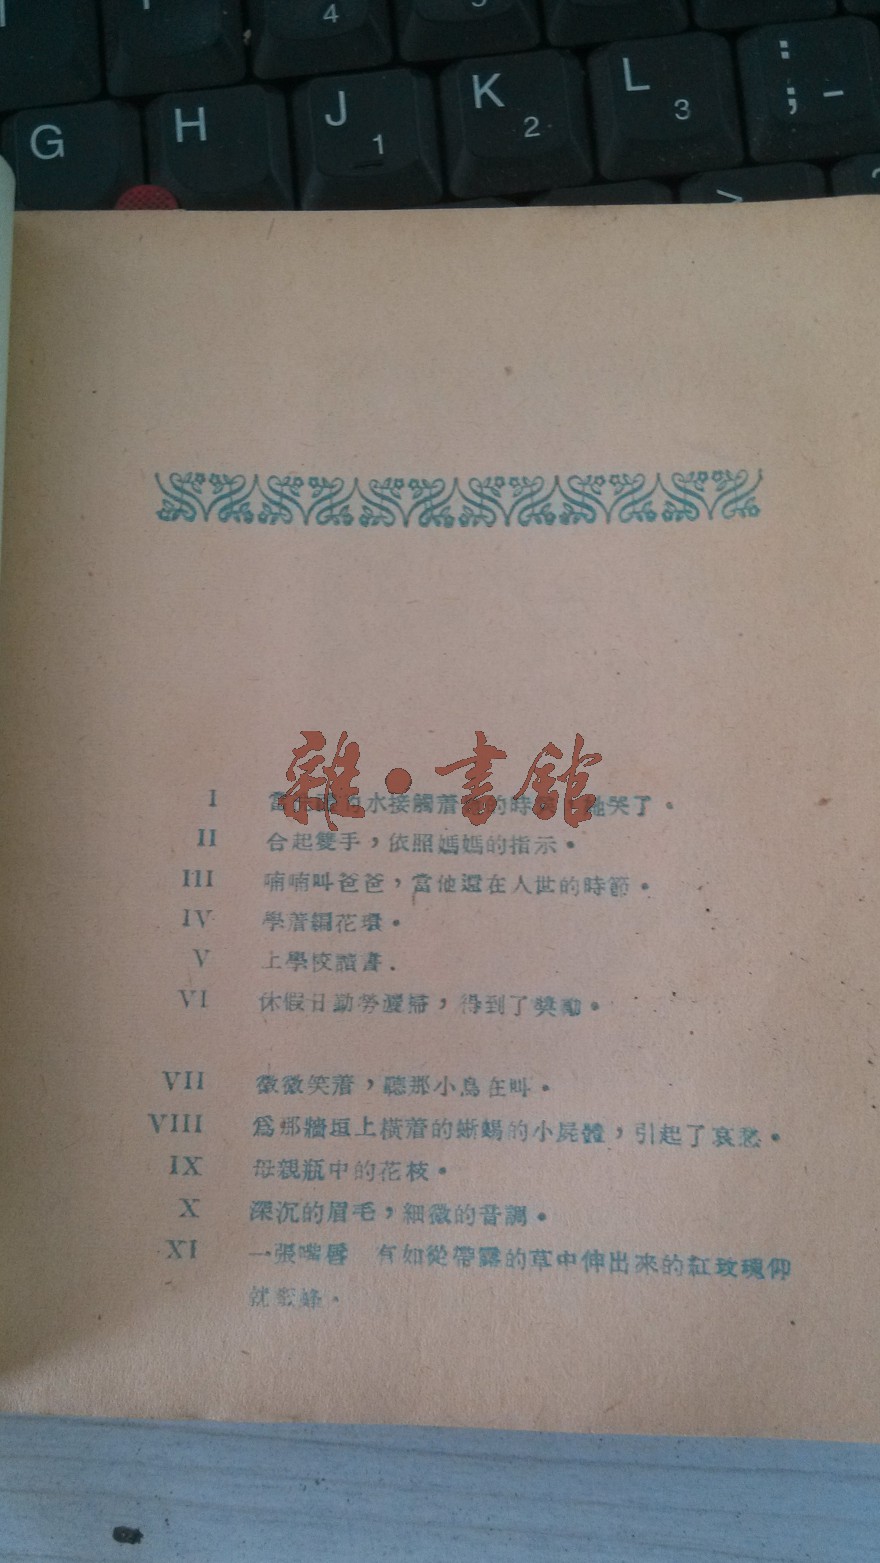 4
G H J 1 K 2 L 3 : ; -
>
雜·書館
I 水接觸着 的時 哭了。
II 合起雙手，依照媽媽的指示。
III 喃喃叫爸爸，當他還在人世的時節。
IV 學着編花環。
V 上學校讀書.
VI 休假日勤勞灑掃，得到了獎勵。
VII 微微笑着，聽那小鳥在叫。
VIII 爲那牆垣上橫着的蜥蜴的小屍體，引起了哀愁。
IX 母親瓶中的花枝。
X 深沉的眉毛，細微的音調。
XI 一張嘴唇 有如從帶露的草中伸出來的紅玫瑰仰
就蜜蜂。